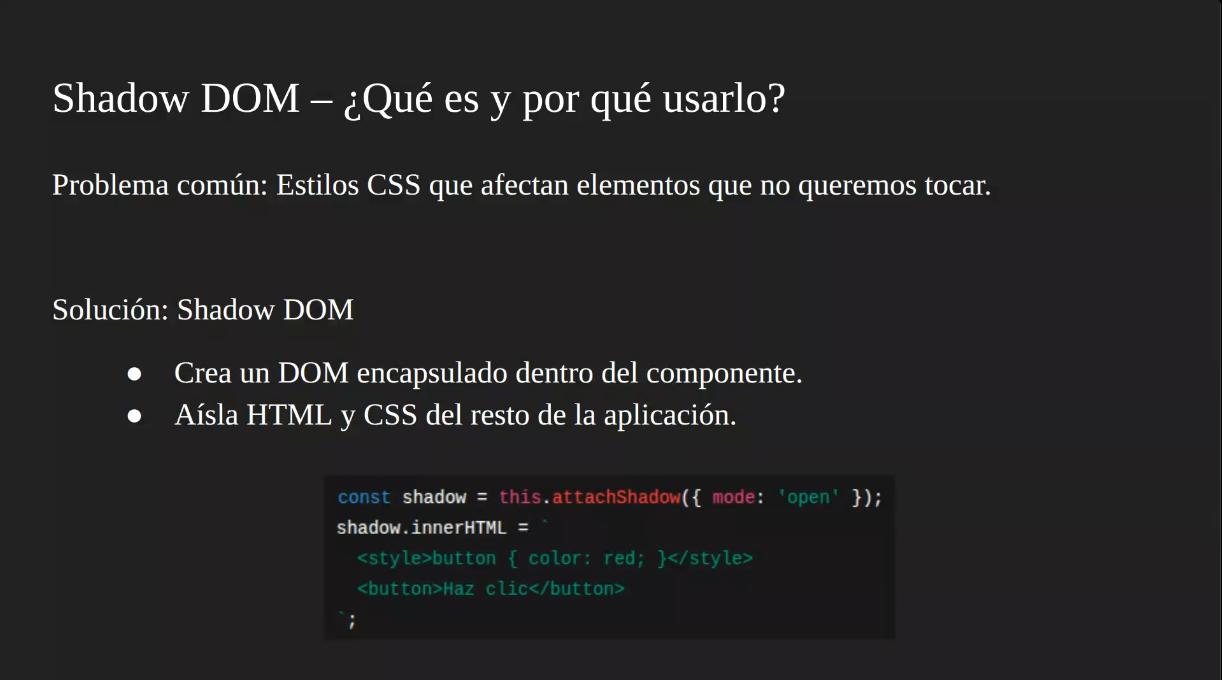 Shadow DOM – ¿Qué es y por qué usarlo?
Problema común: Estilos CSS que afectan elementos que no queremos tocar.
Solución: Shadow DOM
● Crea un DOM encapsulado dentro del componente.
● Aísla HTML y CSS del resto de la aplicación.
const shadow = this.attachShadow({ mode: 'open' });
shadow.innerHTML = `
  <style>button { color: red; }</style>
  <button>Haz clic</button>
`;